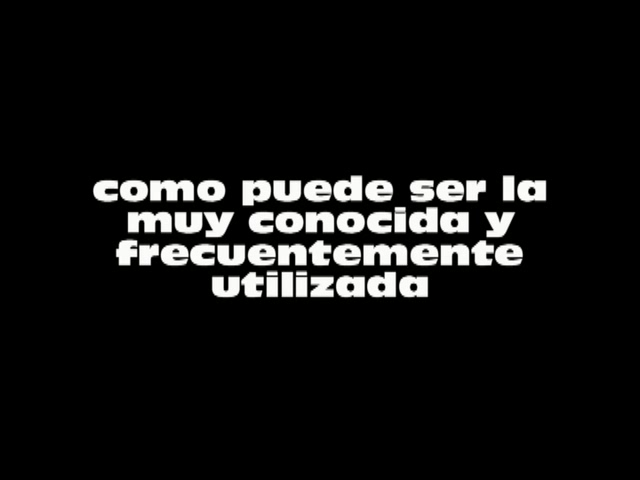 como puede ser la
muy conocida y
frecuentemente
utilizada